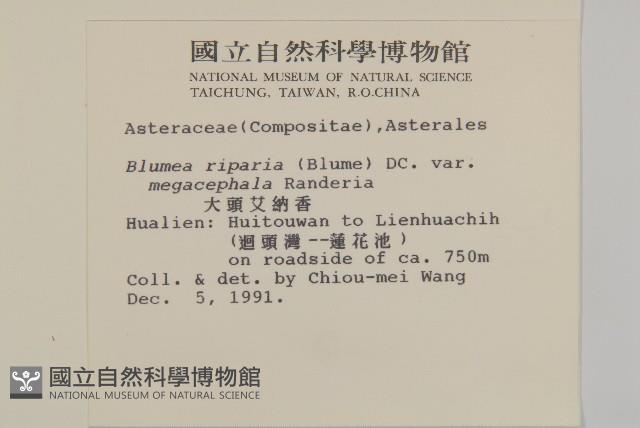 國立自然科學博物館
NATIONAL MUSEUM OF NATURAL SCIENCE
TAICHUNG, TAIWAN, R.O.CHINA
Asteraceae(Compositae),Asterales
Blumea riparia (Blume) DC. var.
megacephala Randeria
大頭艾納香
Hualien: Huitouwan to Lienhuachih
(迴頭灣--蓮花池)
on roadside of ca. 750m
Coll. & det. by Chiou-mei Wang
Dec. 5, 1991.
國立自然科學博物館
NATIONAL MUSEUM OF NATURAL SCIENCE